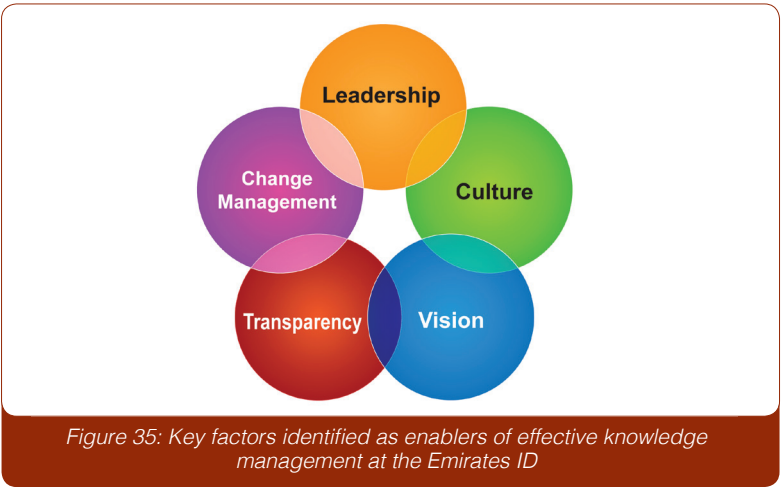 Leadership
Change
Management
Culture
Transparency
Vision
Figure 35: Key factors identified as enablers of effective knowledge
management at the Emirates ID